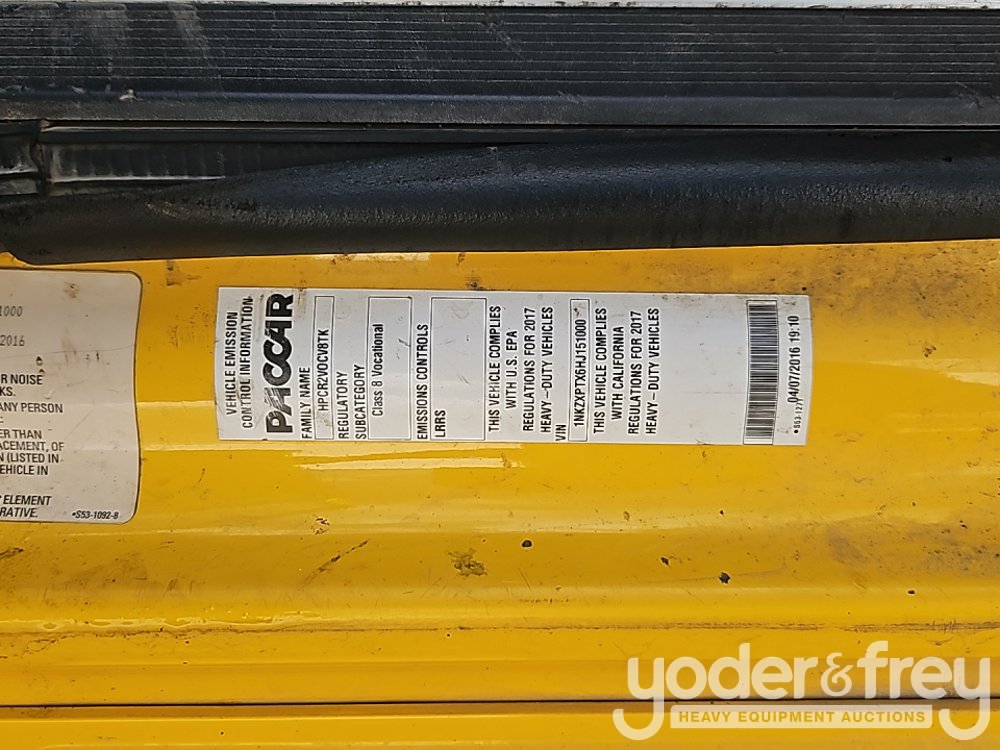 1000
2016
R NOISE
KS.
ANY PERSON
ER THAN
ACEMENT, OF
N (LISTED IN
EHICLE IN
ELEMENT
RATIVE.
*S53-1092-8
VEHICLE EMISSION
CONTROL INFORMATION
PACCAR
FAMILY NAME
HPCR2VOCV8TK
REGULATORY
SUBCATEGORY
Class 8 Vocational
EMISSIONS CONTROLS
LRRS
THIS VEHICLE COMPLIES
WITH U.S. EPA
REGULATIONS FOR 2017
HEAVY-DUTY VEHICLES
VIN
1NKZXPTX6HJ151000
THIS VEHICLE COMPLIES
WITH CALIFORNIA
REGULATIONS FOR 2017
HEAVY-DUTY VEHICLES
04/07/2016 19:10
yoder&frey
HEAVY EQUIPMENT AUCTIONS